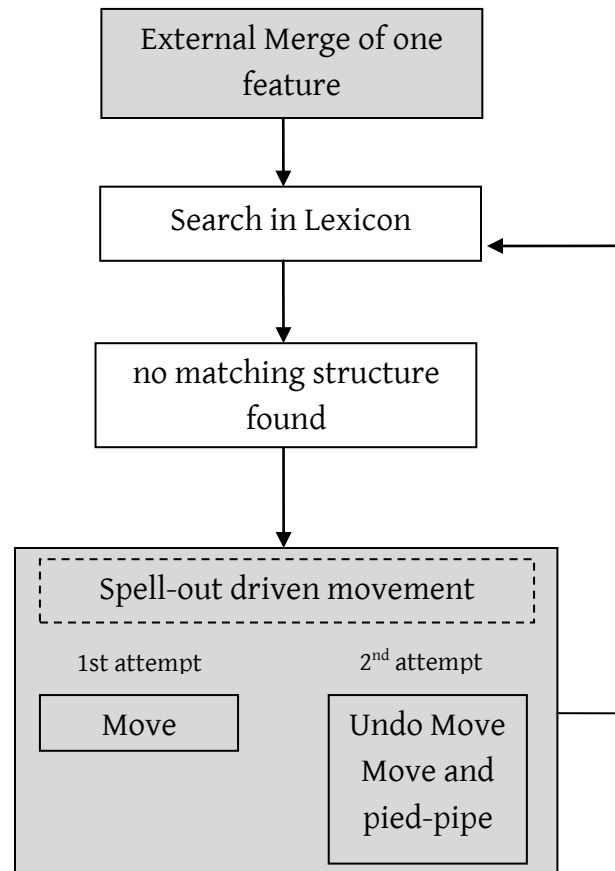 External Merge of one
feature
Search in Lexicon
no matching structure
found
Spell-out driven movement
1st attempt
2nd attempt
Move
Undo Move
Move and
pied-pipe